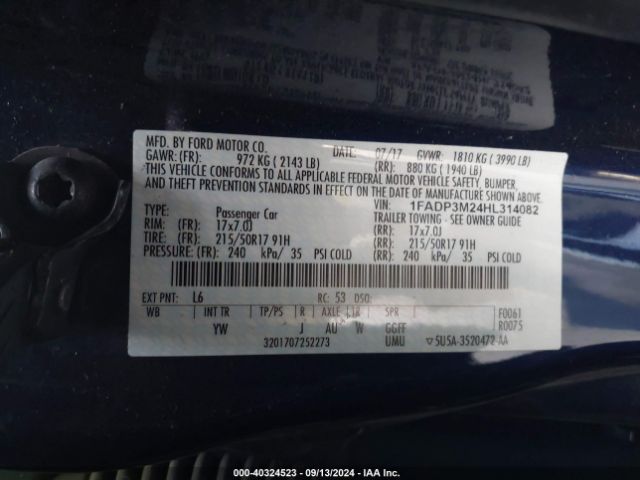 MFD. BY FORD MOTOR CO. DATE: 07/17 GVWR: 1810 KG (3990 LB)
GAWR: (FR): 972 KG (2143 LB) (RR): 880 KG (1940 LB)
THIS VEHICLE CONFORMS TO ALL APPLICABLE FEDERAL MOTOR VEHICLE SAFETY, BUMPER,
AND THEFT PREVENTION STANDARDS IN EFFECT ON THE DATE OF MANUFACTURE SHOWN ABOVE.
VIN: 1FADP3M24HL314082
TYPE: Passenger Car TRAILER TOWING - SEE OWNER GUIDE
RIM: (FR): 17x7.0J (RR): 17x7.0J
TIRE: (FR): 215/50R17 91H (RR): 215/50R17 91H
PRESSURE: (FR): 240 kPa/ 35 PSI COLD (RR): 240 kPa/ 35 PSI COLD
EXT PNT: L6 RC: 53 DSO:
WB INT TR TP/PS R AXLE TR SPR F0061
YW J AU W GGFF R0075
3201707252273 UMU ▽5U5A-3520472-AA
000-40324523 - 09/13/2024 - IAA Inc.